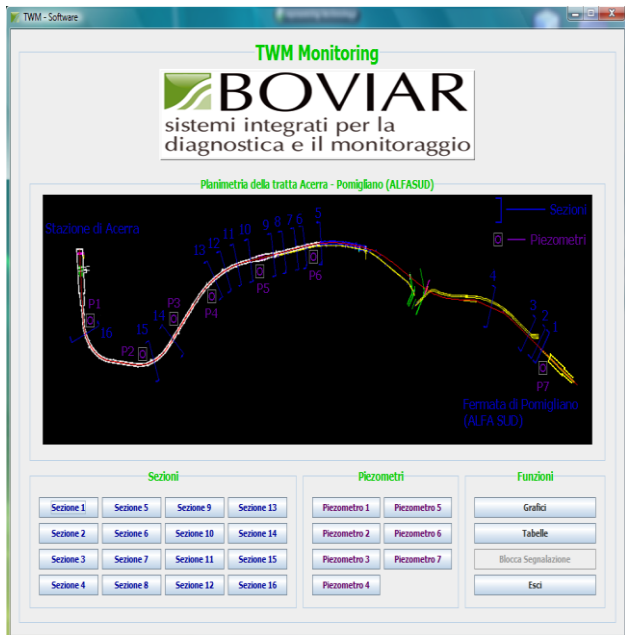 TWM - Software
TWM Monitoring
BOVIAR
sistemi integrati per la
diagnostica e il monitoraggio
Planimetria della tratta Acerra - Pomigliano (ALFASUD)
Stazione di Acerra
Sezioni
Piezometri
13 12 11 10 9 8 7 6 5
P6
P5
P4
P3
P1
14
15
16
P2
4
3
2
1
P7
Fermata di Pomigliano
(ALFA SUD)
Sezioni
Sezione 1 Sezione 5 Sezione 9 Sezione 13
Sezione 2 Sezione 6 Sezione 10 Sezione 14
Sezione 3 Sezione 7 Sezione 11 Sezione 15
Sezione 4 Sezione 8 Sezione 12 Sezione 16
Piezometri
Piezometro 1 Piezometro 5
Piezometro 2 Piezometro 6
Piezometro 3 Piezometro 7
Piezometro 4
Funzioni
Grafici
Tabelle
Blocca Segnalazione
Esci